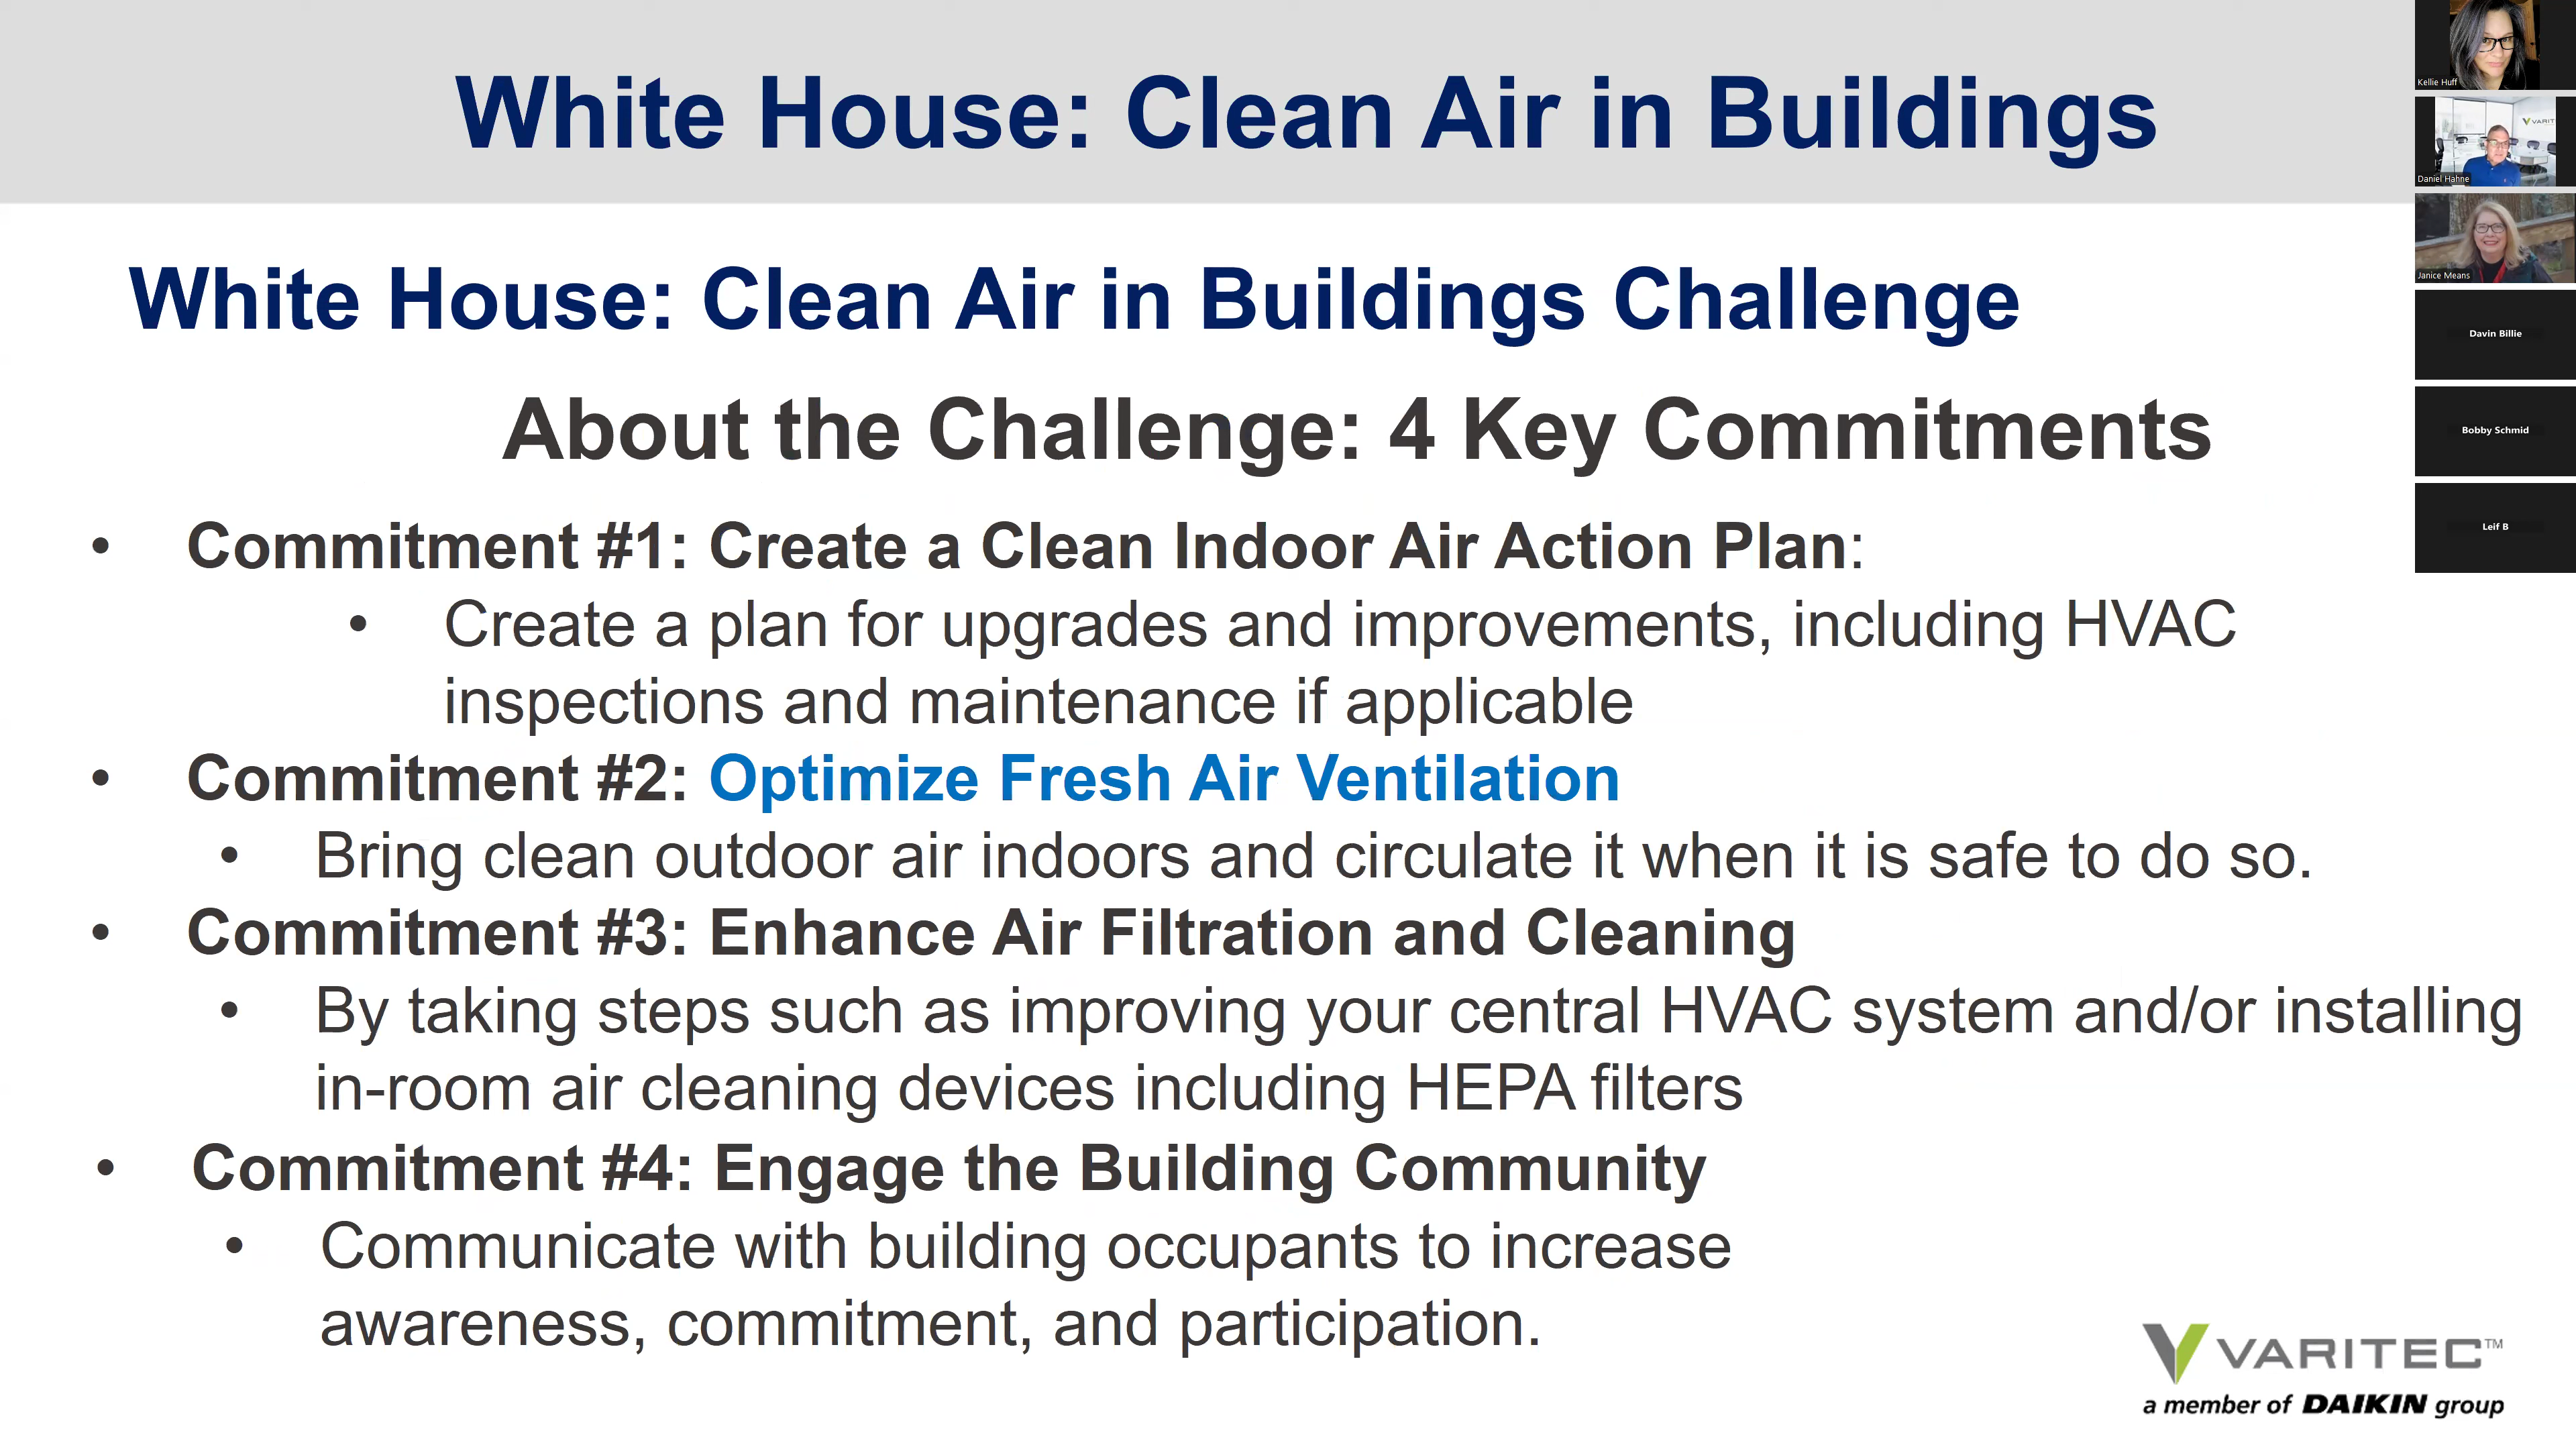 White House: Clean Air in Buildings
White House: Clean Air in Buildings Challenge
About the Challenge: 4 Key Commitments
• Commitment #1: Create a Clean Indoor Air Action Plan:
• Create a plan for upgrades and improvements, including HVAC
inspections and maintenance if applicable
• Commitment #2: Optimize Fresh Air Ventilation
• Bring clean outdoor air indoors and circulate it when it is safe to do so.
• Commitment #3: Enhance Air Filtration and Cleaning
• By taking steps such as improving your central HVAC system and/or installing
in-room air cleaning devices including HEPA filters
• Commitment #4: Engage the Building Community
• Communicate with building occupants to increase
awareness, commitment, and participation.
VARITEC™
a member of DAIKIN group
Kellie Huff
VARIT
Daniel Hahne
Janice Means
Davin Billie
Bobby Schmid
Leif B